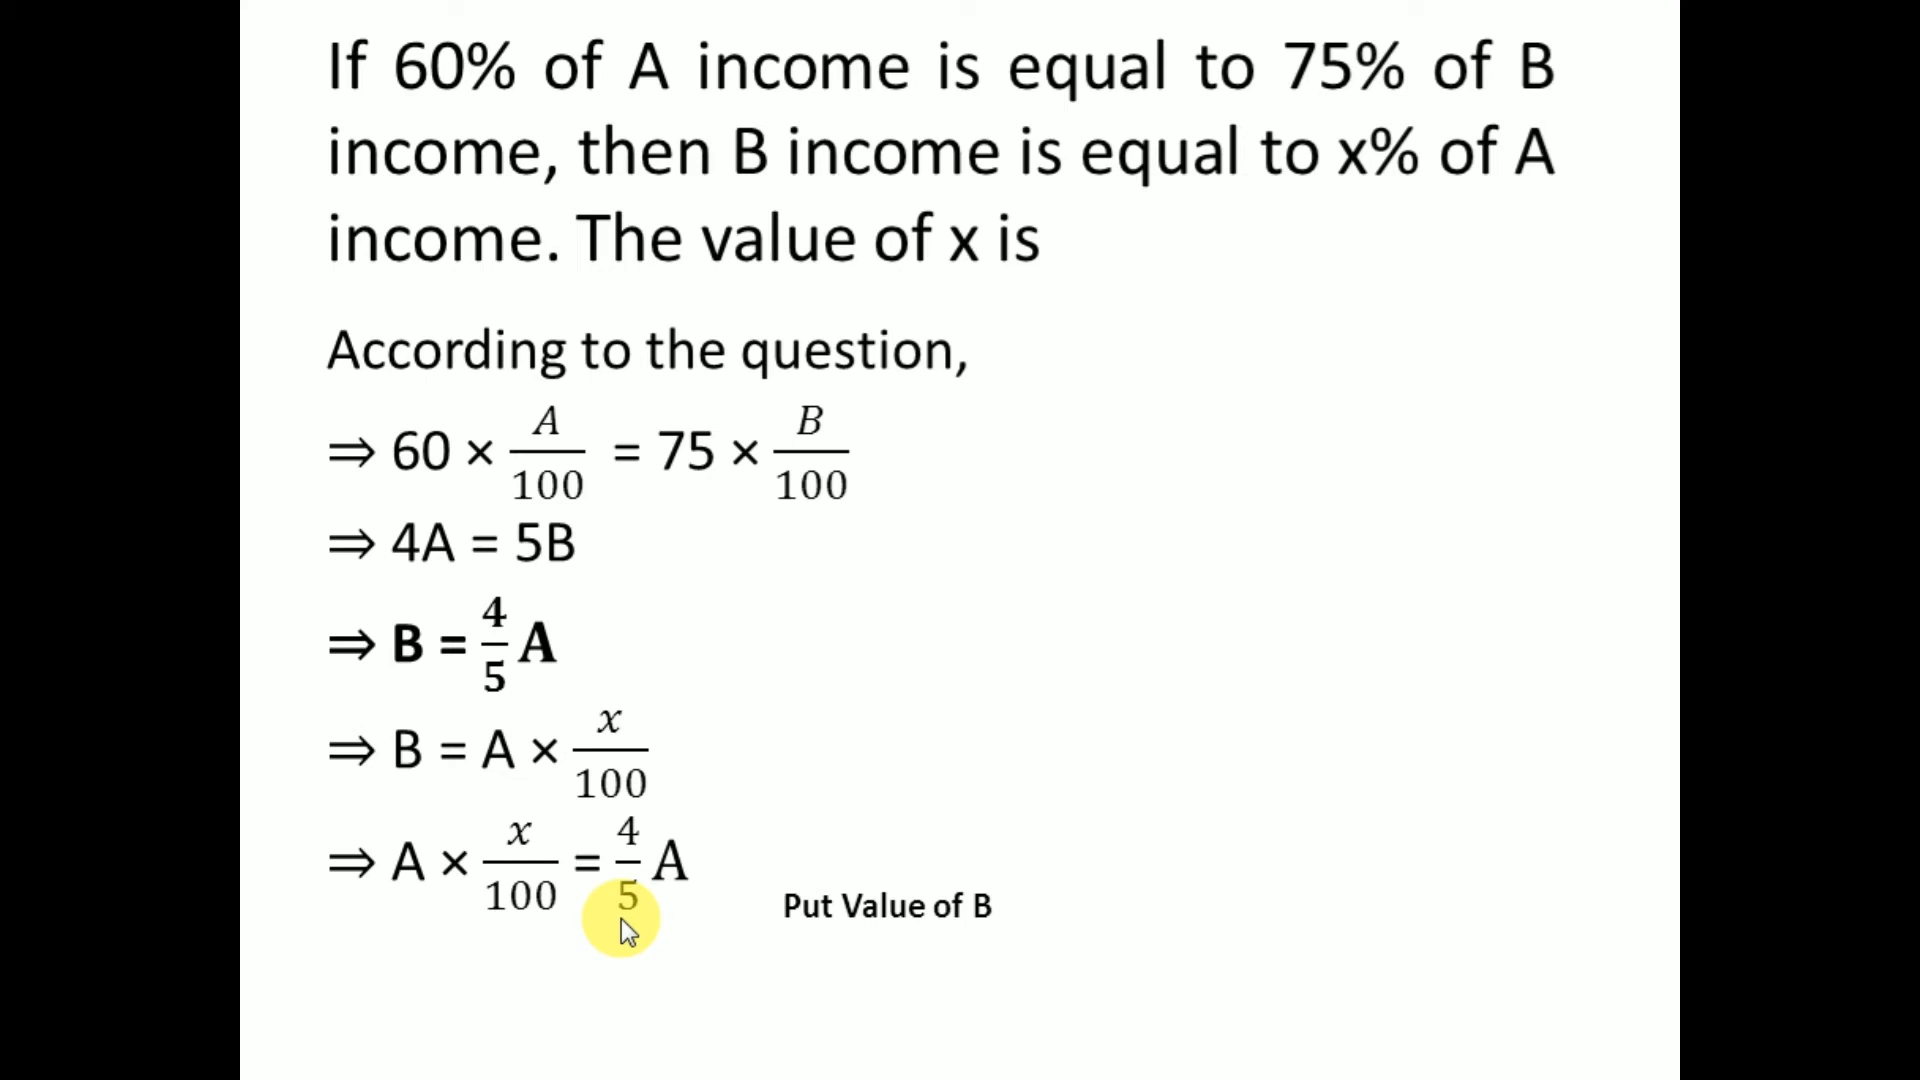 If 60% of A income is equal to 75% of B
income, then B income is equal to x% of A
income. The value of x is
According to the question,
⇒ 60 × A/100 = 75 × B/100
⇒ 4A = 5B
⇒ B = 4/5 A
⇒ B = A × x/100
⇒ A × x/100 = 4/5 A
Put Value of B